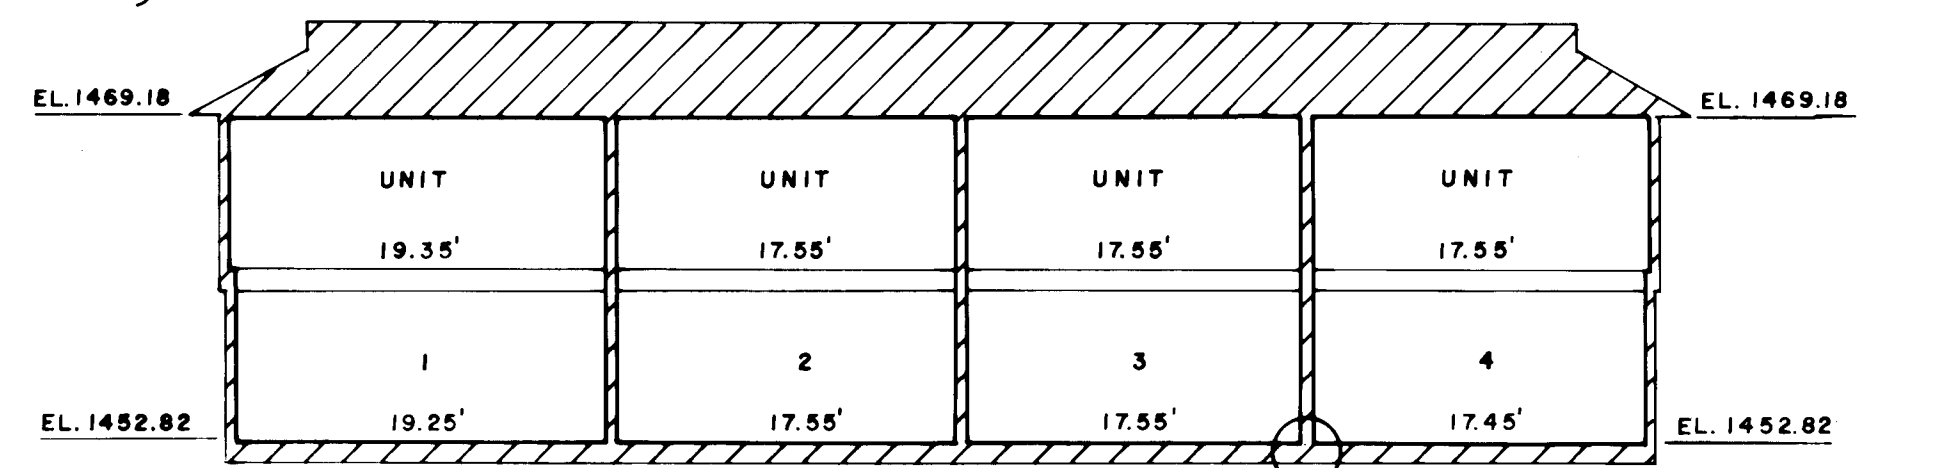 EL. 1469.18 EL. 1469.18
UNIT UNIT UNIT UNIT
19.35' 17.55' 17.55' 17.55'
1 2 3 4
19.25' 17.55' 17.55' 17.45'
EL. 1452.82 EL. 1452.82